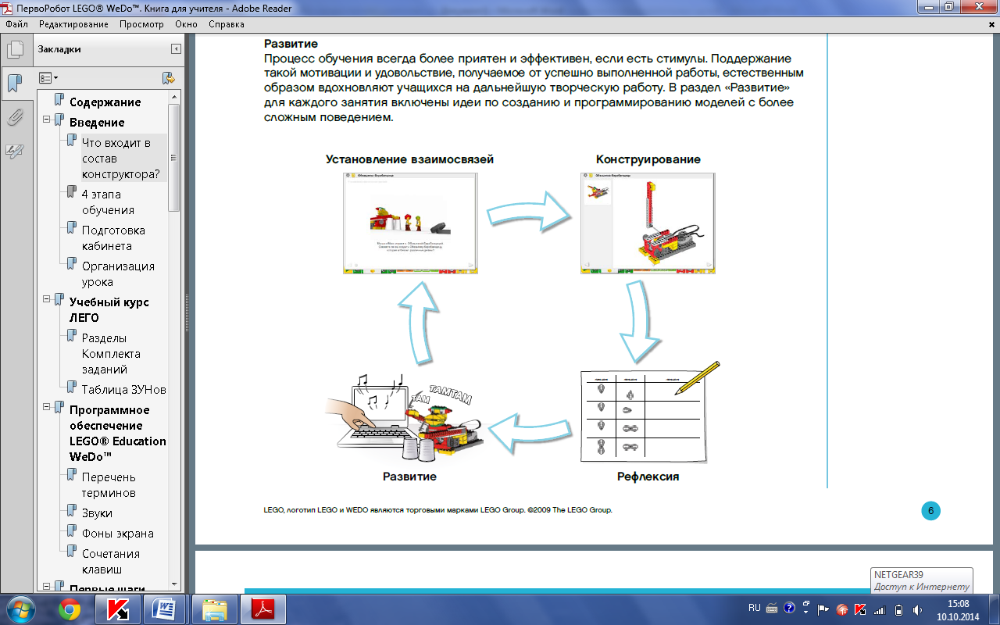 ПервоРобот LEGO® WeDo™. Книга для учителя - Adobe Reader
Файл Редактирование Просмотр Окно Справка
Закладки
Содержание
Введение
Что входит в
состав
конструктора?
4 этапа
обучения
Подготовка
кабинета
Организация
урока
Учебный курс
ЛЕГО
Разделы
Комплекта
заданий
Таблица ЗУНов
Программное
обеспечение
LEGO® Education
WeDo™
Перечень
терминов
Звуки
Фоны экрана
Сочетания
клавиш
Первые шаги
Развитие
Процесс обучения всегда более приятен и эффективен, если есть стимулы. Поддержание
такой мотивации и удовольствие, получаемое от успешно выполненной работы, естественным
образом вдохновляют учащихся на дальнейшую творческую работу. В раздел «Развитие»
для каждого занятия включены идеи по созданию и программированию моделей с более
сложным поведением.
Установление взаимосвязей
Конструирование
Обезьянка-барабанщица
Обезьянка-барабанщица
ТАМ
ТАМТАМ
Развитие
Рефлексия
LEGO, логотип LEGO и WEDO являются торговыми марками LEGO Group. ©2009 The LEGO Group.
6
NETGEAR39
Доступ к Интернету
RU
15:08
10.10.2014